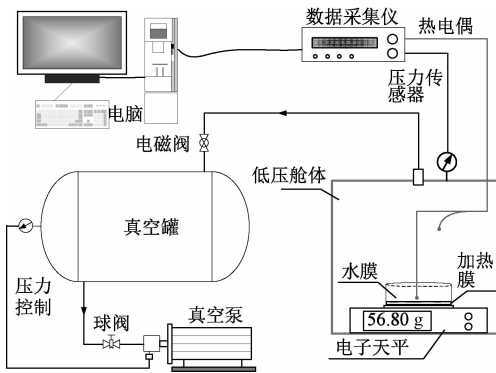 数据采集仪
热电偶
电脑
压力传
感器
电磁阀
低压舱体
真空罐
加热
膜
水膜
压力
控制
球阀
真空泵
56.80 g
电子天平